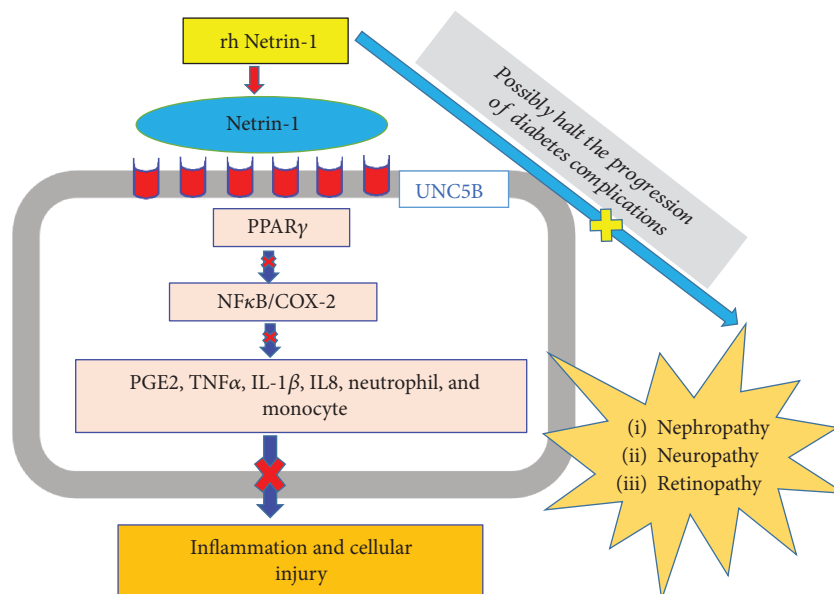 rh Netrin-1
Netrin-1
Possibly halt the progression
of diabetes complications
UNC5B
PPARγ
NFκB/COX-2
PGE2, TNFα, IL-1β, IL8, neutrophil, and
monocyte
(i) Nephropathy
(ii) Neuropathy
(iii) Retinopathy
Inflammation and cellular
injury